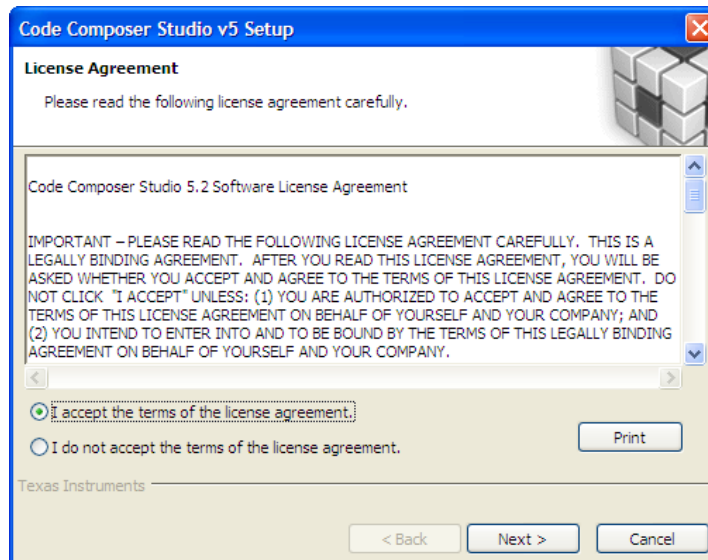 Code Composer Studio v5 Setup
License Agreement
Please read the following license agreement carefully.
Code Composer Studio 5.2 Software License Agreement
IMPORTANT – PLEASE READ THE FOLLOWING LICENSE AGREEMENT CAREFULLY.  THIS IS A
LEGALLY BINDING AGREEMENT.  AFTER YOU READ THIS LICENSE AGREEMENT, YOU WILL BE
ASKED WHETHER YOU ACCEPT AND AGREE TO THE TERMS OF THIS LICENSE AGREEMENT.  DO
NOT CLICK  "I ACCEPT" UNLESS: (1) YOU ARE AUTHORIZED TO ACCEPT AND AGREE TO THE
TERMS OF THIS LICENSE AGREEMENT ON BEHALF OF YOURSELF AND YOUR COMPANY; AND
(2) YOU INTEND TO ENTER INTO AND TO BE BOUND BY THE TERMS OF THIS LEGALLY BINDING
AGREEMENT ON BEHALF OF YOURSELF AND YOUR COMPANY.
I accept the terms of the license agreement.
I do not accept the terms of the license agreement.
Print
Texas Instruments
< Back
Next >
Cancel